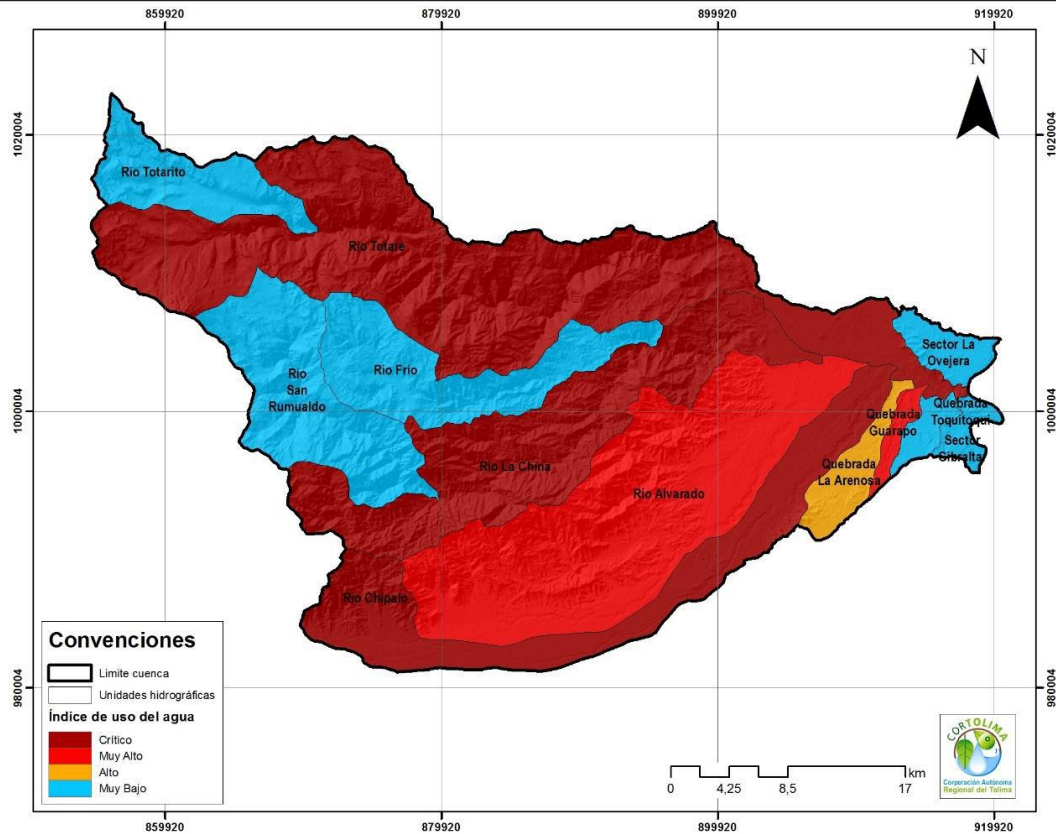 859920
879920
899920
919920
N
1020004
1020004
Rio Totarito
Rio Totare
Sector La
Ovejera
Rio Frio
Rio
San
Rumualdo
1000004
1000004
Quebrada
Toquitoqui
Quebrada
Guarapo
Sector
Gibraltar
Rio La China
Quebrada
La Arenosa
Rio Alvarado
Rio Chipalo
Convenciones
Limite cuenca
Unidades hidrográficas
Índice de uso del agua
Crítico
Muy Alto
Alto
Muy Bajo
980004
980004
CORTOLIMA
Corporación Autónoma
Regional del Tolima
km
0
4,25
8,5
17
859920
879920
899920
919920